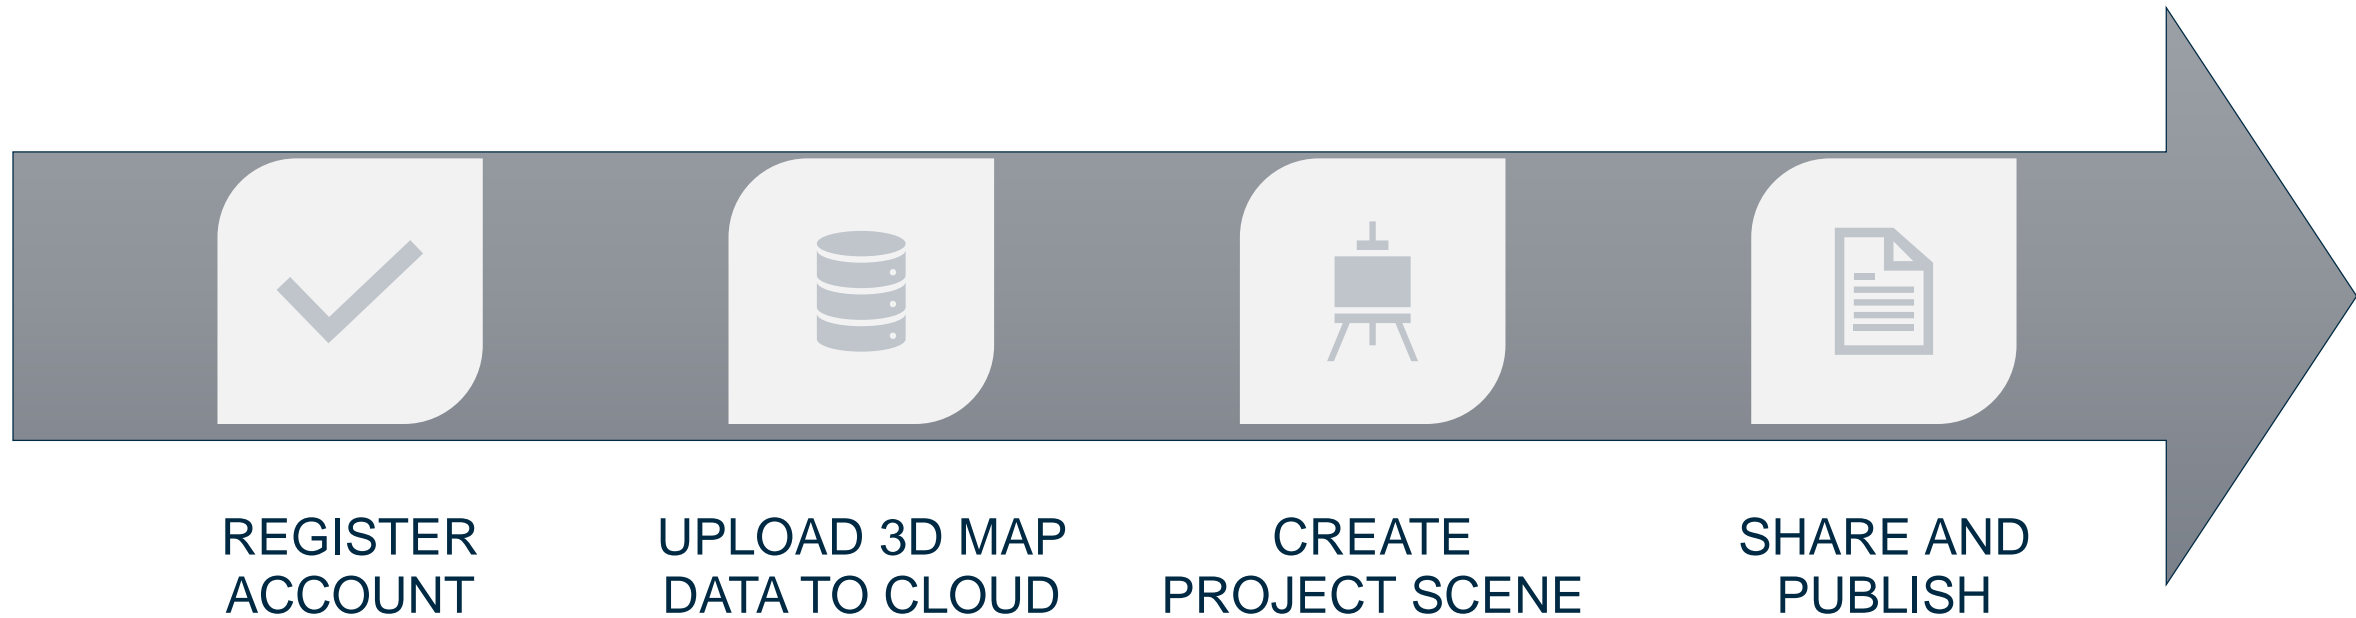 REGISTER
ACCOUNT
UPLOAD 3D MAP
DATA TO CLOUD
CREATE
PROJECT SCENE
SHARE AND
PUBLISH